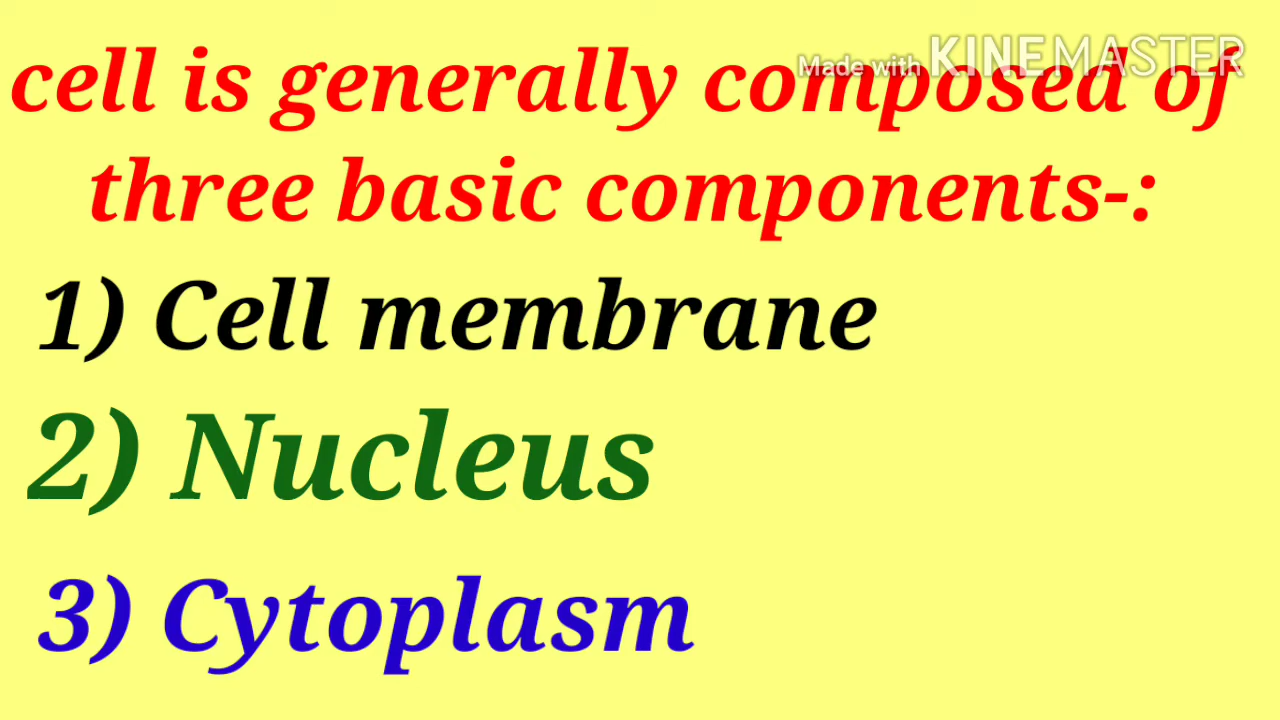 Made with KINEMASTER
cell is generally composed of
three basic components-:
1) Cell membrane
2) Nucleus
3) Cytoplasm